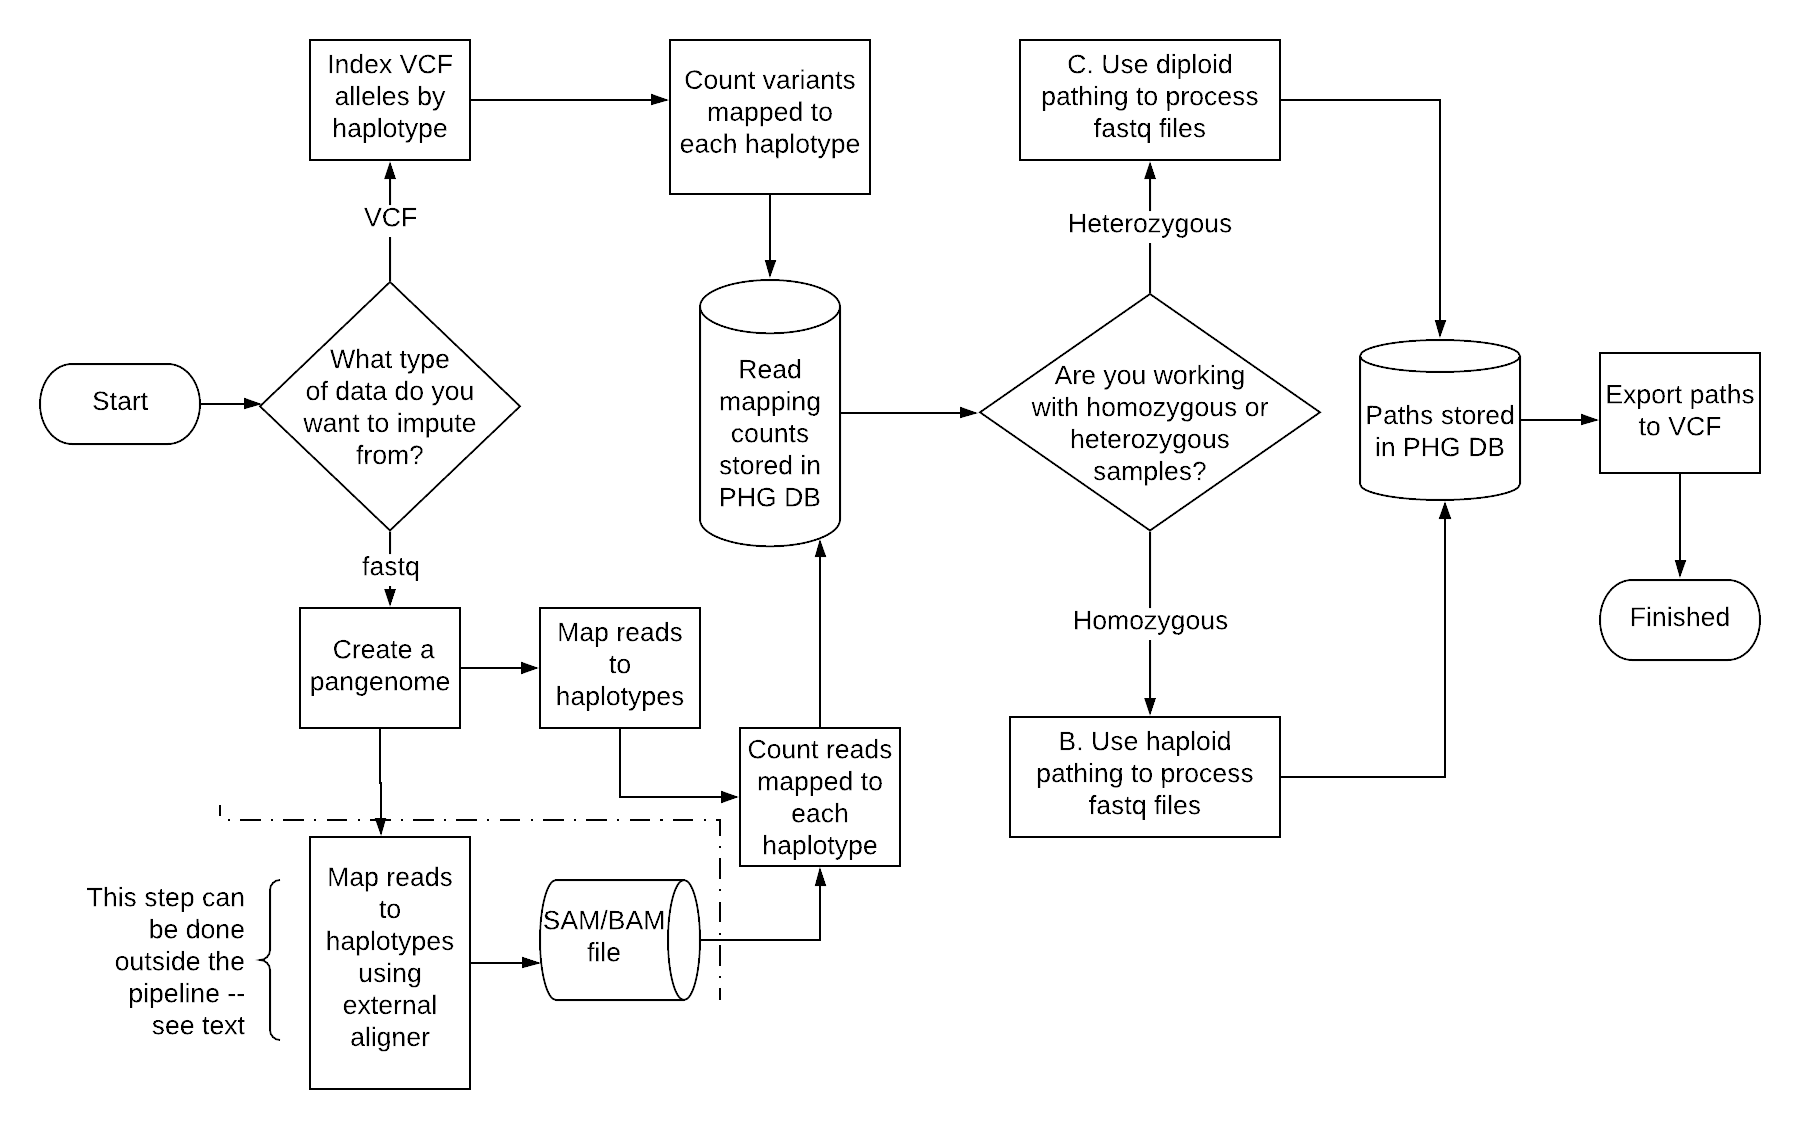 Start
What type
of data do you
want to impute
from?
VCF
Index VCF
alleles by
haplotype
Count variants
mapped to
each haplotype
fastq
Create a
pangenome
Map reads
to
haplotypes
This step can
be done
outside the
pipeline --
see text
Map reads
to
haplotypes
using
external
aligner
SAM/BAM
file
Count reads
mapped to
each
haplotype
Read
mapping
counts
stored in
PHG DB
Are you working
with homozygous or
heterozygous
samples?
Heterozygous
C. Use diploid
pathing to process
fastq files
Homozygous
B. Use haploid
pathing to process
fastq files
Paths stored
in PHG DB
Export paths
to VCF
Finished